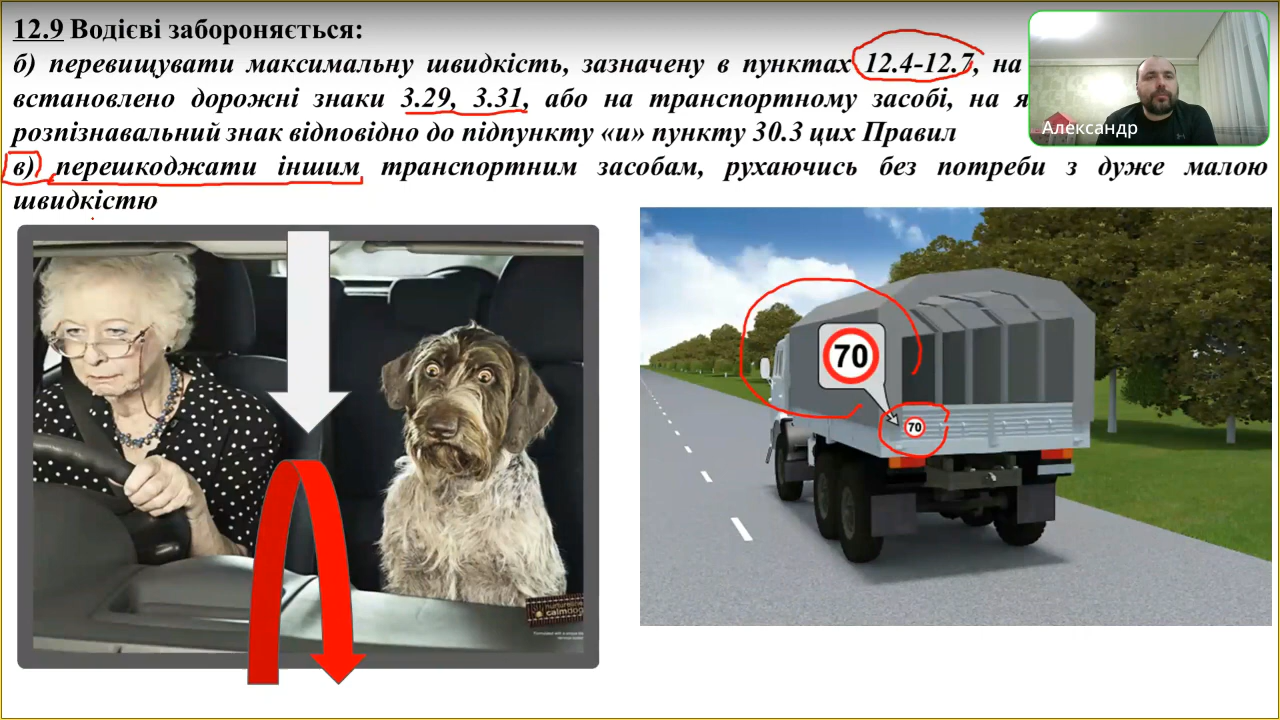 12.9 Водієві забороняється:
б) перевищувати максимальну швидкість, зазначену в пунктах 12.4-12.7, на
встановлено дорожні знаки 3.29, 3.31, або на транспортному засобі, на я
розпізнавальний знак відповідно до підпункту «и» пункту 30.3 цих Правил
в) перешкоджати іншим транспортним засобам, рухаючись без потреби з дуже малою
швидкістю
Александр
70
70
calmdog